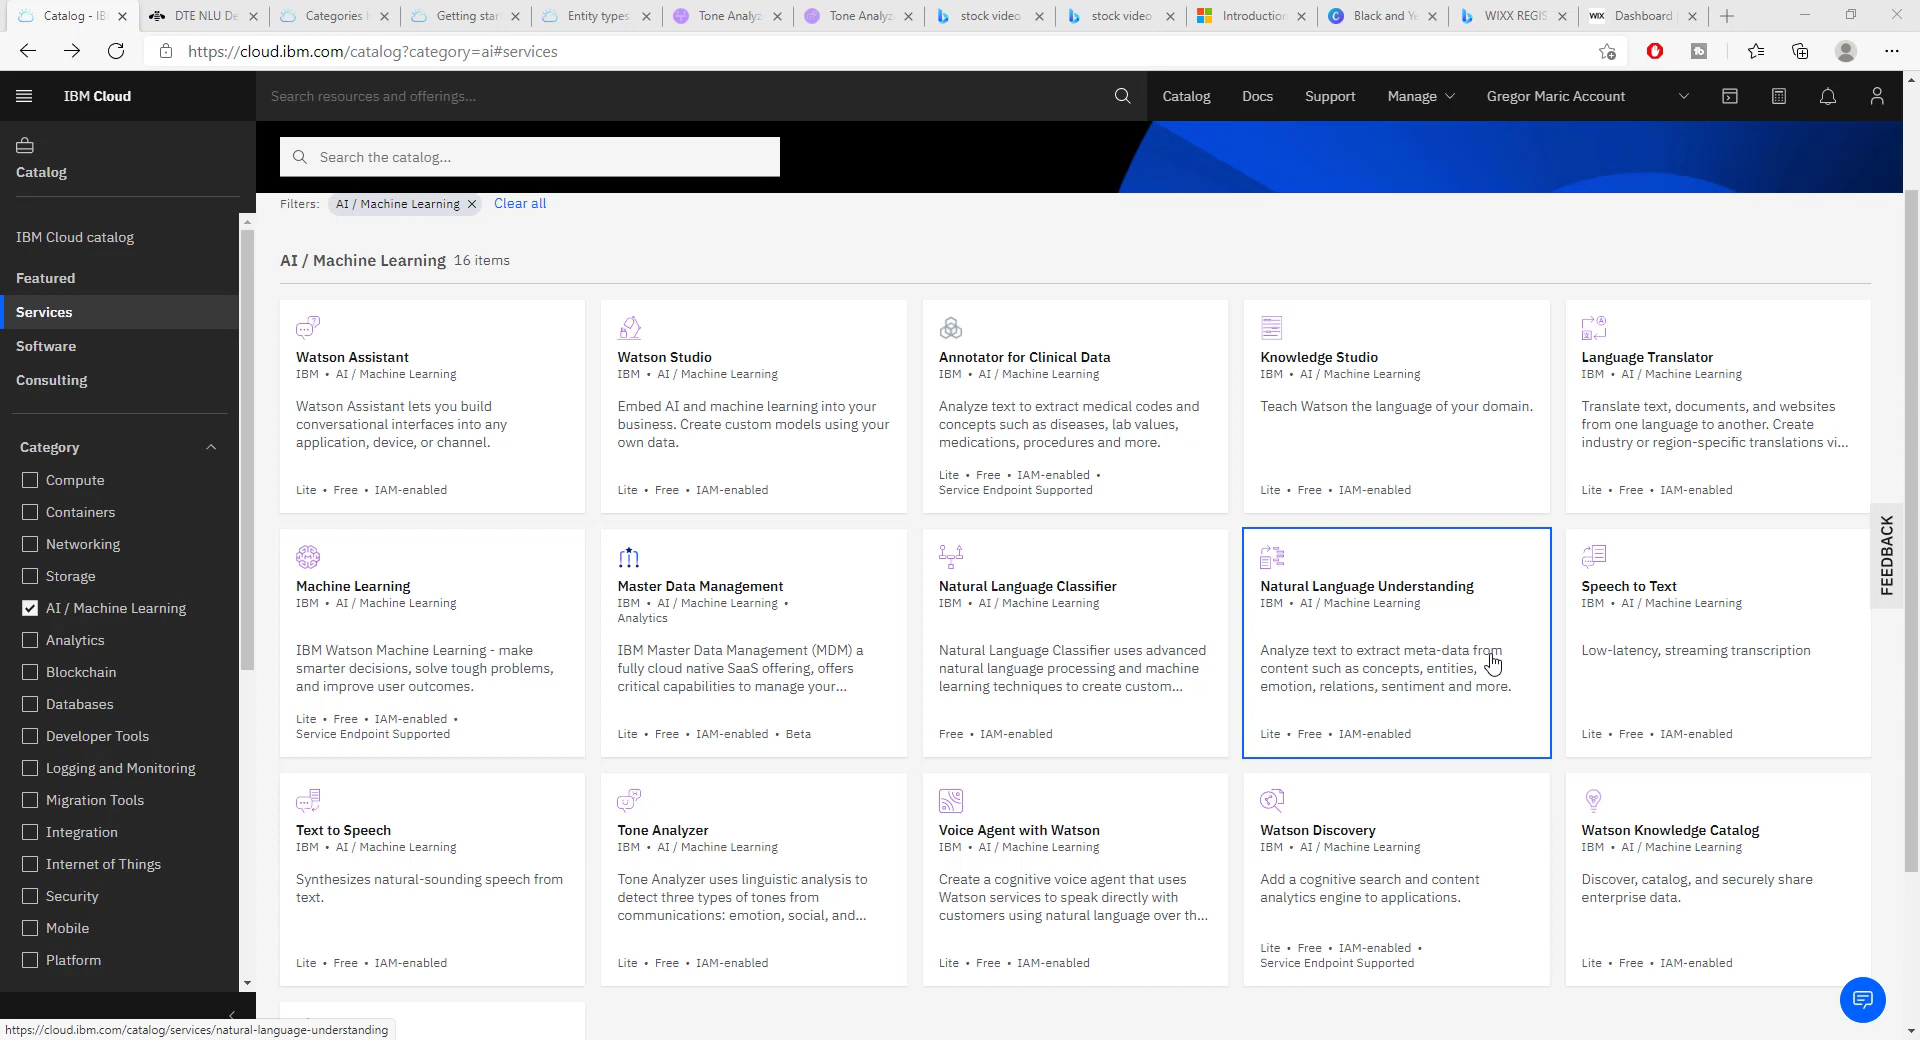 Catalog - IB
DTE NLU De
Categories
Getting star
Entity types
Tone Analyz
Tone Analyz
stock video
stock video
Introduction
Black and Ye
WIXX REGIS
WIX Dashboard
https://cloud.ibm.com/catalog?category=ai#services
IBM Cloud
Search resources and offerings...
Catalog
Docs
Support
Manage
Gregor Maric Account
Catalog
Search the catalog...
Filters: AI / Machine Learning
Clear all
IBM Cloud catalog
Featured
Services
Software
Consulting
Category
Compute
Containers
Networking
Storage
AI / Machine Learning
Analytics
Blockchain
Databases
Developer Tools
Logging and Monitoring
Migration Tools
Integration
Internet of Things
Security
Mobile
Platform
AI / Machine Learning 16 items
Watson Assistant
IBM • AI / Machine Learning
Watson Assistant lets you build
conversational interfaces into any
application, device, or channel.
Lite • Free • IAM-enabled
Watson Studio
IBM • AI / Machine Learning
Embed AI and machine learning into your
business. Create custom models using your
own data.
Lite • Free • IAM-enabled
Annotator for Clinical Data
IBM • AI / Machine Learning
Analyze text to extract medical codes and
concepts such as diseases, lab values,
medications, procedures and more.
Lite • Free • IAM-enabled •
Service Endpoint Supported
Knowledge Studio
IBM • AI / Machine Learning
Teach Watson the language of your domain.
Lite • Free • IAM-enabled
Language Translator
IBM • AI / Machine Learning
Translate text, documents, and websites
from one language to another. Create
industry or region-specific translations vi...
Lite • Free • IAM-enabled
Machine Learning
IBM • AI / Machine Learning
IBM Watson Machine Learning - make
smarter decisions, solve tough problems,
and improve user outcomes.
Lite • Free • IAM-enabled •
Service Endpoint Supported
Master Data Management
IBM • AI / Machine Learning •
Analytics
IBM Master Data Management (MDM) a
fully cloud native SaaS offering, offers
critical capabilities to manage your...
Lite • Free • IAM-enabled • Beta
Natural Language Classifier
IBM • AI / Machine Learning
Natural Language Classifier uses advanced
natural language processing and machine
learning techniques to create custom...
Free • IAM-enabled
Natural Language Understanding
IBM • AI / Machine Learning
Analyze text to extract meta-data from
content such as concepts, entities,
emotion, relations, sentiment and more.
Lite • Free • IAM-enabled
Speech to Text
IBM • AI / Machine Learning
Low-latency, streaming transcription
Lite • Free • IAM-enabled
Text to Speech
IBM • AI / Machine Learning
Synthesizes natural-sounding speech from
text.
Lite • Free • IAM-enabled
Tone Analyzer
IBM • AI / Machine Learning
Tone Analyzer uses linguistic analysis to
detect three types of tones from
communications: emotion, social, and...
Lite • Free • IAM-enabled
Voice Agent with Watson
IBM • AI / Machine Learning
Create a cognitive voice agent that uses
Watson services to speak directly with
customers using natural language over th...
Lite • Free • IAM-enabled
Watson Discovery
IBM • AI / Machine Learning
Add a cognitive search and content
analytics engine to applications.
Lite • Free • IAM-enabled •
Service Endpoint Supported
Watson Knowledge Catalog
IBM • AI / Machine Learning
Discover, catalog, and securely share
enterprise data.
Lite • Free • IAM-enabled
FEEDBACK
https://cloud.ibm.com/catalog/services/natural-language-understanding